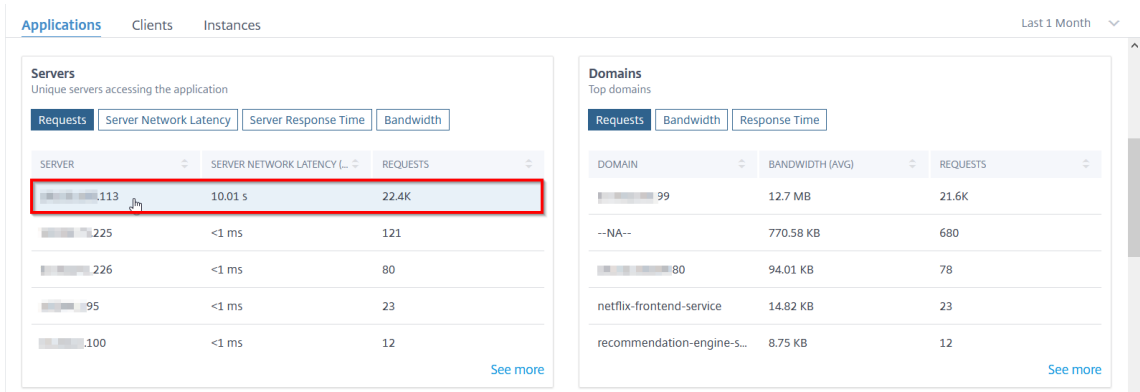 Applications Clients Instances Last 1 Month
Servers
Unique servers accessing the application
Requests Server Network Latency Server Response Time Bandwidth
SERVER SERVER NETWORK LATENCY (... REQUESTS
.113 10.01 s 22.4K
.225 <1 ms 121
.226 <1 ms 80
95 <1 ms 23
.100 <1 ms 12
See more
Domains
Top domains
Requests Bandwidth Response Time
DOMAIN BANDWIDTH (AVG) REQUESTS
99 12.7 MB 21.6K
--NA-- 770.58 KB 680
80 94.01 KB 78
netflix-frontend-service 14.82 KB 23
recommendation-engine-s... 8.75 KB 12
See more